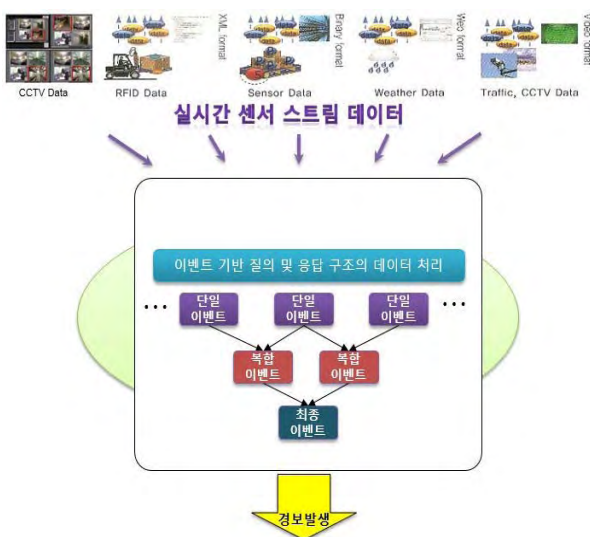 XML format
Binary format
Web format
Video format
CCTV Data
RFID Data
Sensor Data
Weather Data
Traffic, CCTV Data
실시간 센서 스트림 데이터
이벤트 기반 질의 및 응답 구조의 데이터 처리
...
단일
이벤트
단일
이벤트
단일
이벤트
...
복합
이벤트
복합
이벤트
최종
이벤트
경보발생